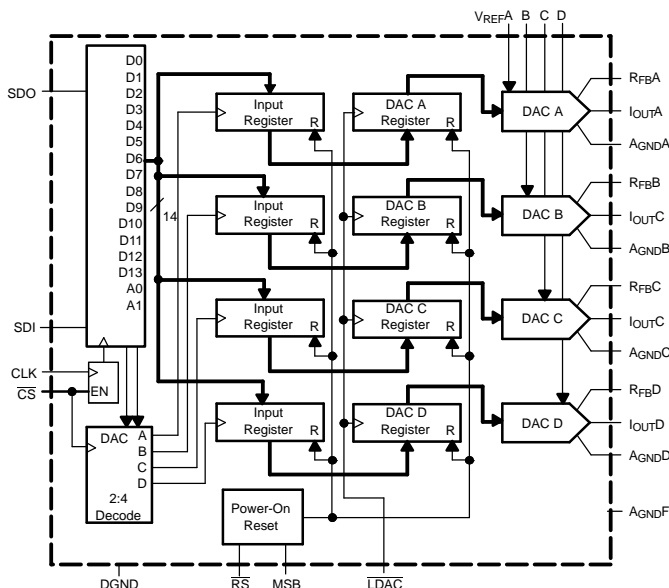 VREFA B C D
D0
D1
D2
D3
D4
D5
D6
D7
D8
D9
D10
D11
D12
D13
A0
A1
SDO
SDI
CLK
CS
EN
14
DAC A
B
C
D
2:4
Decode
Input
Register
R
DAC A
Register
R
DAC A
RFBA
IOUTA
AGNDA
Input
Register
R
DAC B
Register
R
DAC B
RFBB
IOUTC
AGNDB
Input
Register
R
DAC C
Register
R
DAC C
RFBC
IOUTC
AGNDC
Input
Register
R
DAC D
Register
R
DAC D
RFBD
IOUTD
AGNDD
Power-On
Reset
AGNDF
DGND
RS
MSB
LDAC